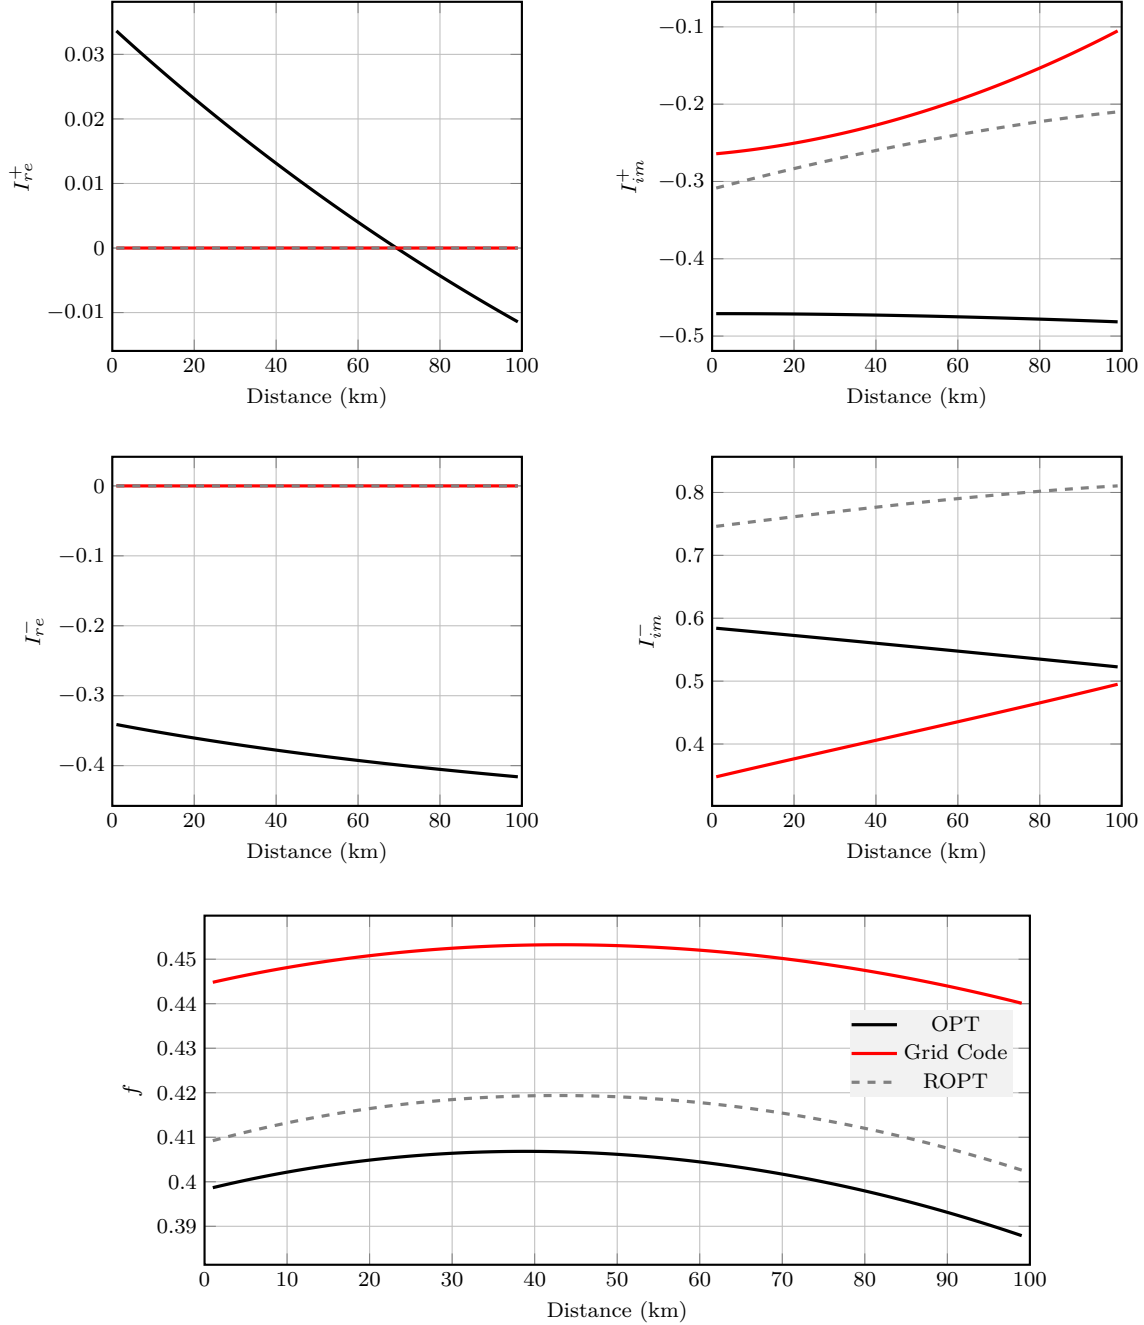 0.03
0.02
0.01
0
−0.01
I_{re}^{+}
0 20 40 60 80 100
Distance (km)
−0.1
−0.2
−0.3
−0.4
−0.5
I_{im}^{+}
0 20 40 60 80 100
Distance (km)
0
−0.1
−0.2
−0.3
−0.4
I_{re}^{−}
0 20 40 60 80 100
Distance (km)
0.8
0.7
0.6
0.5
0.4
I_{im}^{−}
0 20 40 60 80 100
Distance (km)
0.45
0.44
0.43
0.42
0.41
0.4
0.39
f
OPT
Grid Code
ROPT
0 10 20 30 40 50 60 70 80 90 100
Distance (km)